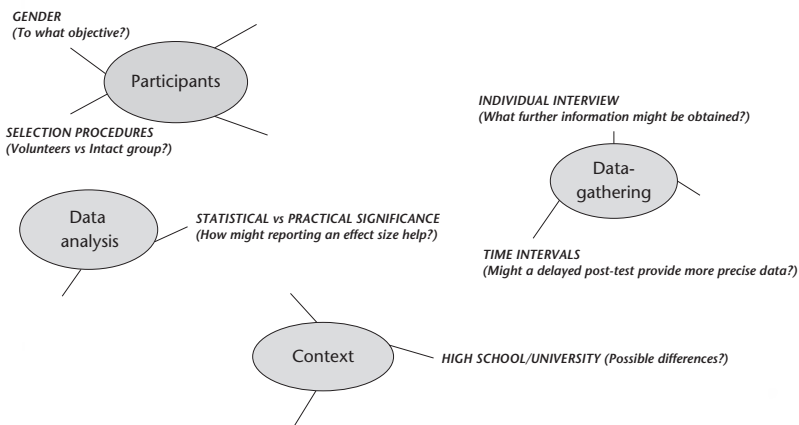 GENDER
(To what objective?)
Participants
SELECTION PROCEDURES
(Volunteers vs Intact group?)
INDIVIDUAL INTERVIEW
(What further information might be obtained?)
Data-
gathering
TIME INTERVALS
(Might a delayed post-test provide more precise data?)
Data
analysis
STATISTICAL vs PRACTICAL SIGNIFICANCE
(How might reporting an effect size help?)
Context
HIGH SCHOOL/UNIVERSITY (Possible differences?)